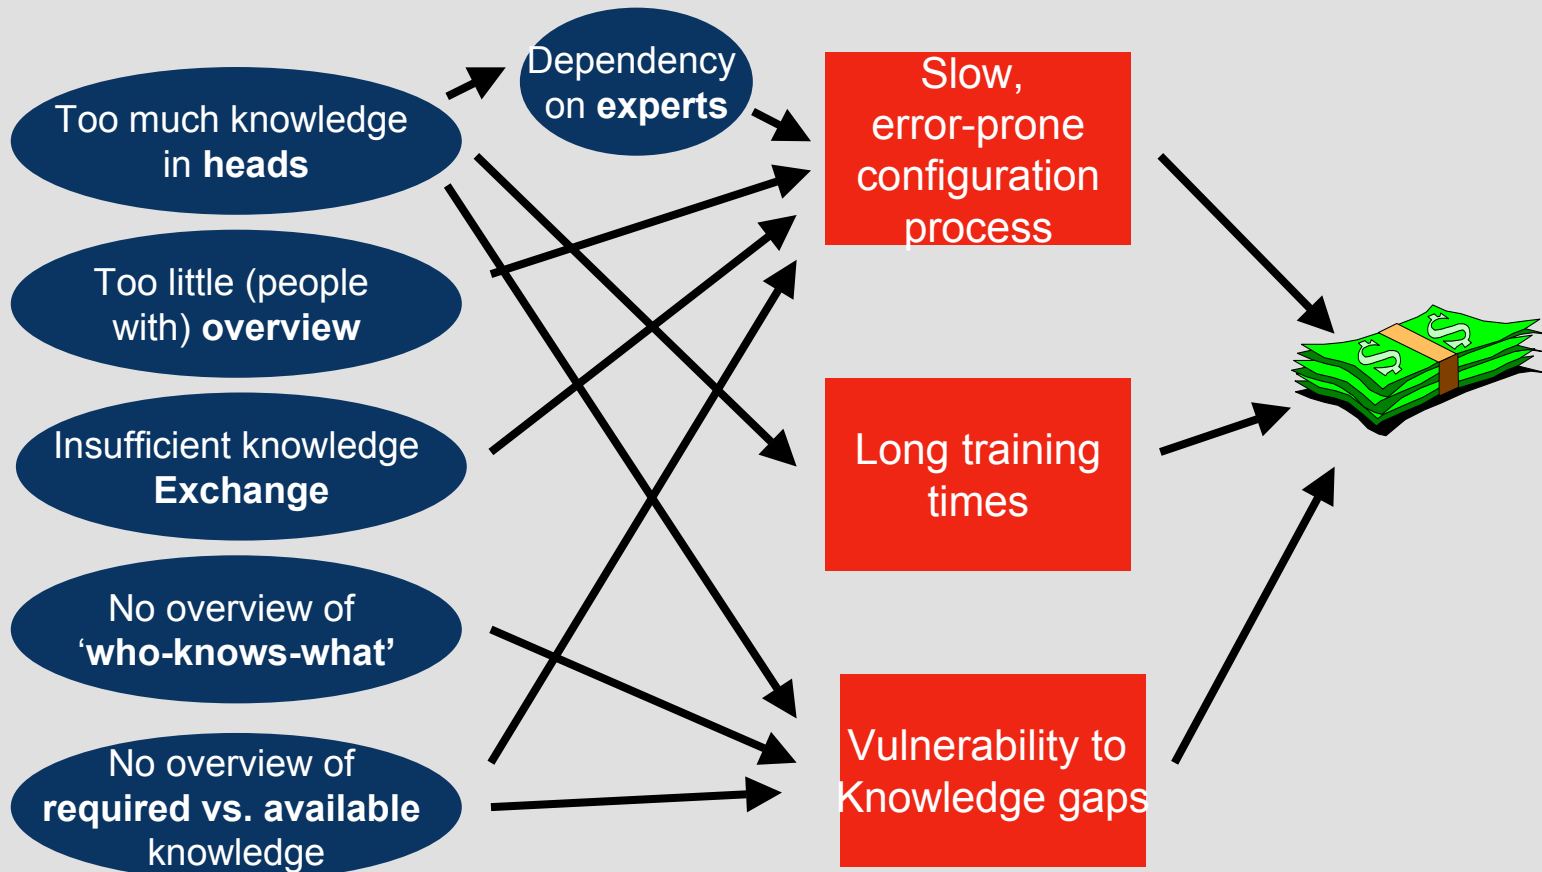 Too much knowledge
in heads
Dependency
on experts
Slow,
error-prone
configuration
process
Too little (people
with) overview
Insufficient knowledge
Exchange
Long training
times
No overview of
‘who-knows-what’
Vulnerability to
Knowledge gaps
No overview of
required vs. available
knowledge
$
$